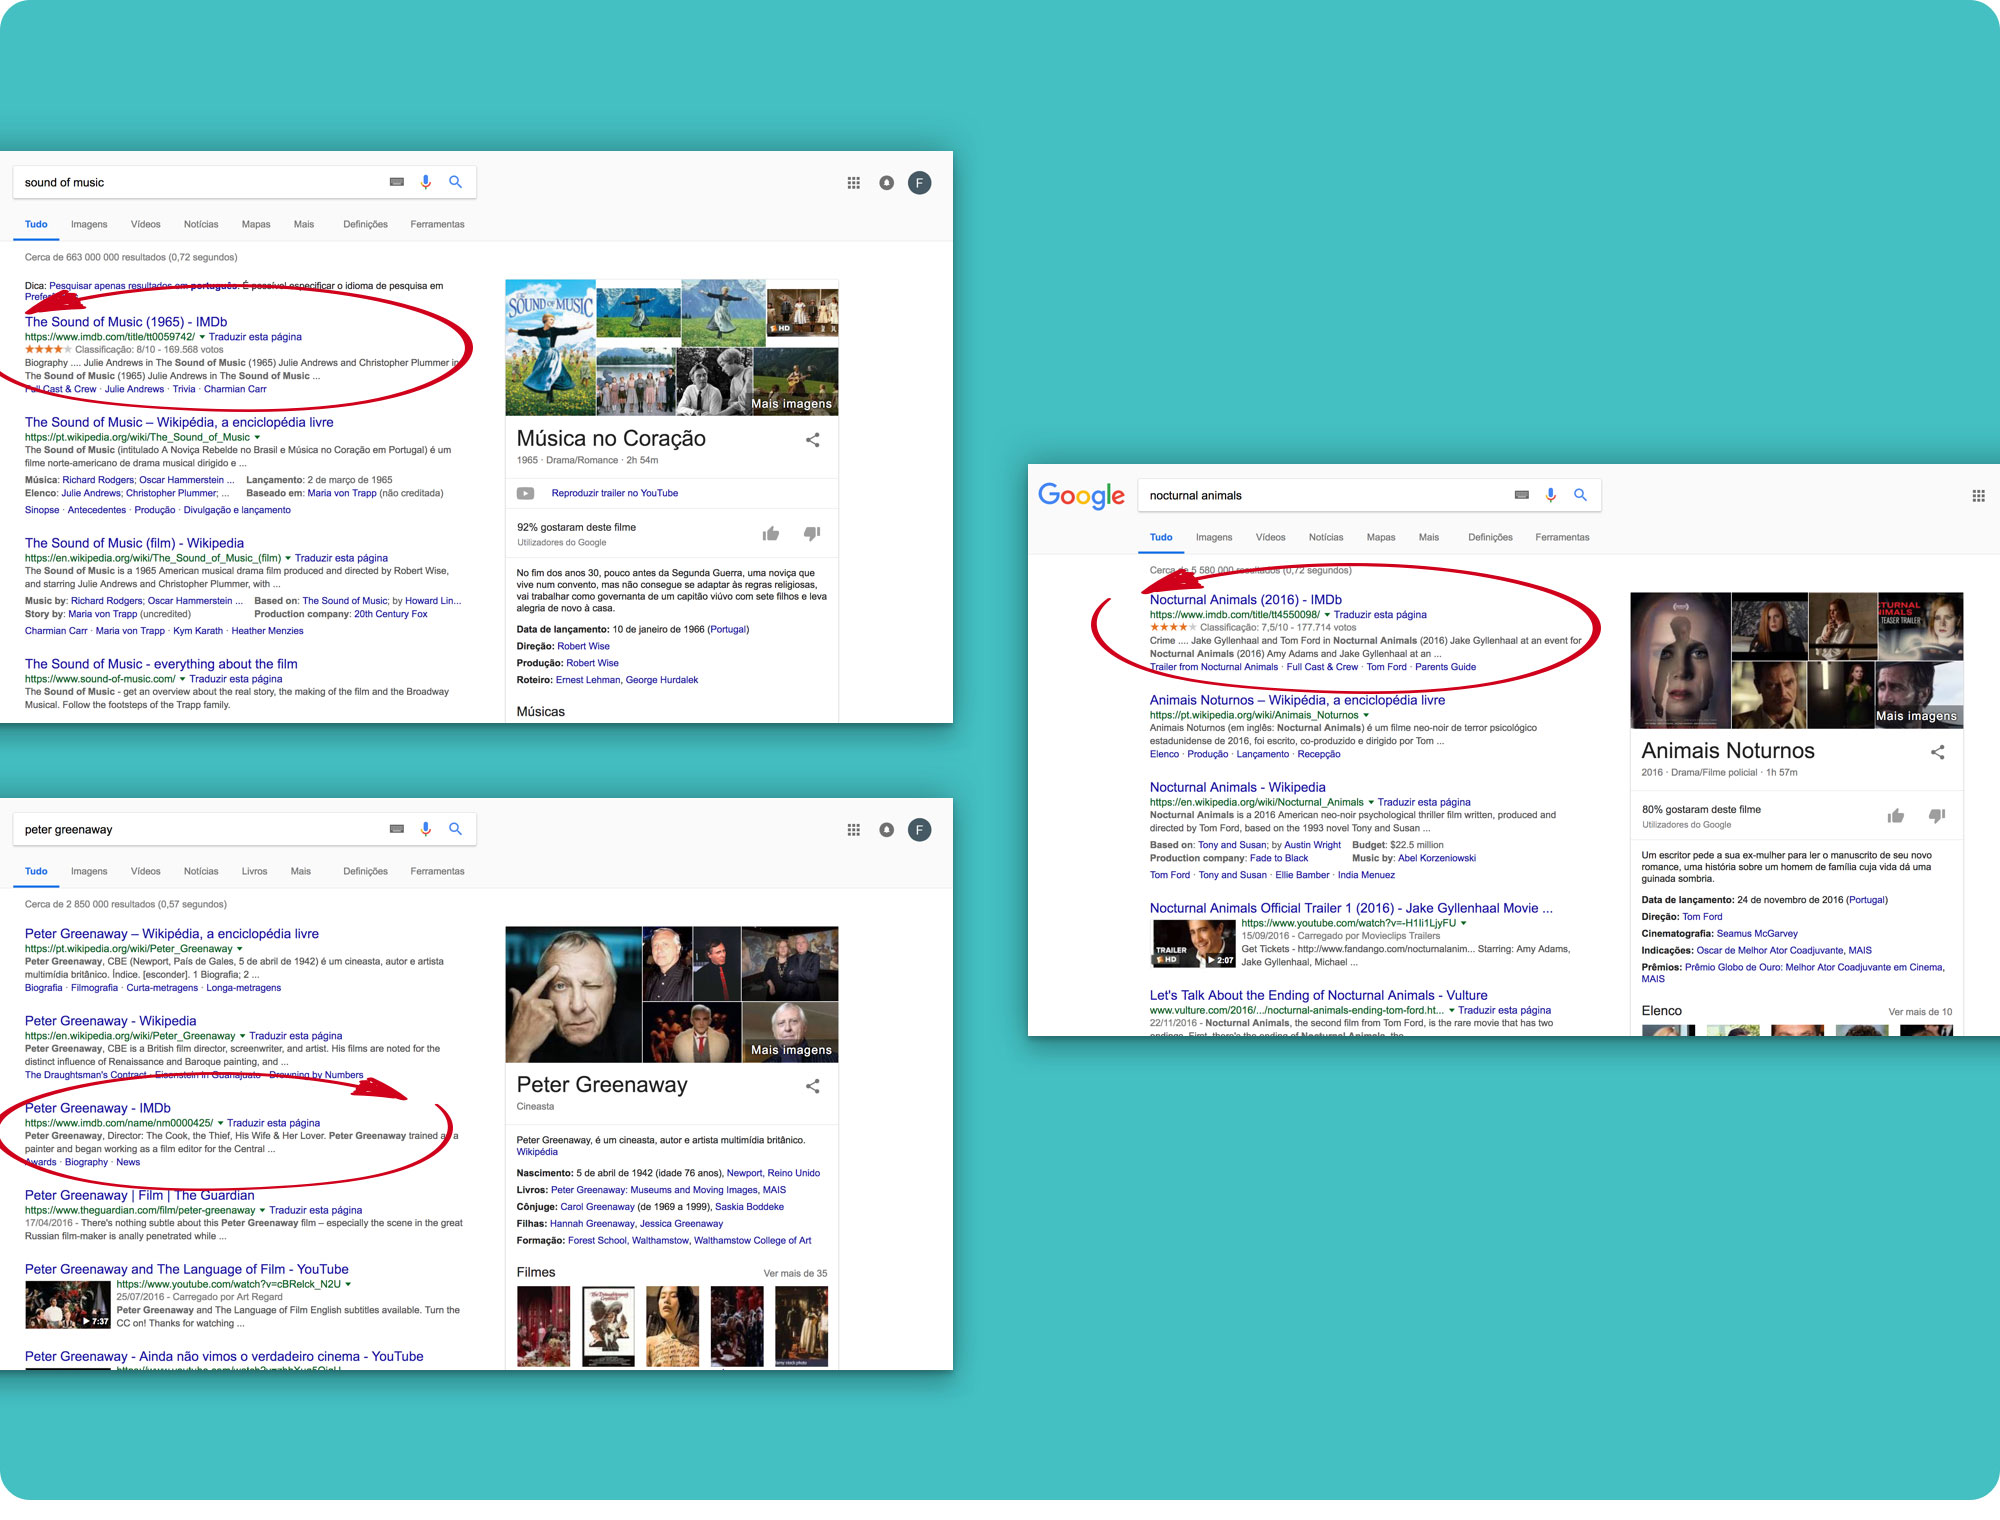 sound of music
Tudo Imagens Vídeos Notícias Mapas Mais Definições Ferramentas
Cerca de 663 000 000 resultados (0,72 segundos)
Dica: Pesquisar apenas resultados em português. É possível especificar o idioma de pesquisa em
The Sound of Music (1965) - IMDb
https://www.imdb.com/title/tt0059742/ Traduzir esta página
Classificação: 8/10 - 169.568 votos
Biography .... Julie Andrews in The Sound of Music (1965) Julie Andrews and Christopher Plummer in
The Sound of Music (1965) Julie Andrews in The Sound of Music ...
Full Cast & Crew · Julie Andrews · Trivia · Charmian Carr
The Sound of Music – Wikipédia, a enciclopédia livre
https://pt.wikipedia.org/wiki/The_Sound_of_Music
The Sound of Music (intitulado A Noviça Rebelde no Brasil e Música no Coração em Portugal) é um
filme norte-americano de drama musical dirigido e ...
Música: Richard Rodgers; Oscar Hammerstein ... Lançamento: 2 de março de 1965
Elenco: Julie Andrews; Christopher Plummer; ... Baseado em: Maria von Trapp (não creditada)
Sinopse · Antecedentes · Produção · Divulgação e lançamento
The Sound of Music (film) - Wikipedia
https://en.wikipedia.org/wiki/The_Sound_of_Music_(film) Traduzir esta página
The Sound of Music is a 1965 American musical drama film produced and directed by Robert Wise,
and starring Julie Andrews and Christopher Plummer, with ...
Music by: Richard Rodgers; Oscar Hammerstein ... Based on: The Sound of Music; by Howard Lin...
Story by: Maria von Trapp (uncredited) Production company: 20th Century Fox
Charmian Carr · Maria von Trapp · Kym Karath · Heather Menzies
The Sound of Music - everything about the film
https://www.sound-of-music.com/ Traduzir esta página
The Sound of Music - get an overview about the real story, the making of the film and the Broadway
Musical. Follow the footsteps of the Trapp family.
F
SOUND OF MUSIC
HD
Mais imagens
Música no Coração
1965 · Drama/Romance · 2h 54m
Reproduzir trailer no YouTube
92% gostaram deste filme
Utilizadores do Google
No fim dos anos 30, pouco antes da Segunda Guerra, uma noviça que
vive num convento, mas não consegue se adaptar às regras religiosas,
vai trabalhar como governanta de um capitão viúvo com sete filhos e leva
alegria de novo à casa.
Data de lançamento: 10 de janeiro de 1966 (Portugal)
Direção: Robert Wise
Produção: Robert Wise
Roteiro: Ernest Lehman, George Hurdalek
Músicas
peter greenaway
Tudo Imagens Vídeos Notícias Livros Mais Definições Ferramentas
Cerca de 2 850 000 resultados (0,57 segundos)
Peter Greenaway – Wikipédia, a enciclopédia livre
https://pt.wikipedia.org/wiki/Peter_Greenaway
Peter Greenaway, CBE (Newport, País de Gales, 5 de abril de 1942) é um cineasta, autor e artista
multimídia britânico. Índice. [esconder]. 1 Biografia; 2 ...
Biografia · Filmografia · Curta-metragens · Longa-metragens
Peter Greenaway - Wikipedia
https://en.wikipedia.org/wiki/Peter_Greenaway Traduzir esta página
Peter Greenaway, CBE is a British film director, screenwriter, and artist. His films are noted for the
distinct influence of Renaissance and Baroque painting, and ...
The Draughtsman's Contract · Eisenstein in Guanajuato · Drowning by Numbers
Peter Greenaway - IMDb
https://www.imdb.com/name/nm0000425/ Traduzir esta página
Peter Greenaway, Director: The Cook, the Thief, His Wife & Her Lover. Peter Greenaway trained as a
painter and began working as a film editor for the Central ...
Awards · Biography · News
Peter Greenaway | Film | The Guardian
https://www.theguardian.com/film/peter-greenaway Traduzir esta página
17/04/2016 - There's nothing subtle about this Peter Greenaway film – especially the scene in the great
Russian film-maker is anally penetrated while ...
Peter Greenaway and The Language of Film - YouTube
https://www.youtube.com/watch?v=cBRelck_N2U
25/07/2016 - Carregado por Art Regard
Peter Greenaway and The Language of Film English subtitles available. Turn the
CC on! Thanks for watching ...
7:37
Peter Greenaway - Ainda não vimos o verdadeiro cinema - YouTube
F
Mais imagens
Peter Greenaway
Cineasta
Peter Greenaway, é um cineasta, autor e artista multimídia britânico.
Wikipédia
Nascimento: 5 de abril de 1942 (idade 76 anos), Newport, Reino Unido
Livros: Peter Greenaway: Museums and Moving Images, MAIS
Cônjuge: Carol Greenaway (de 1969 a 1999), Saskia Boddeke
Filhas: Hannah Greenaway, Jessica Greenaway
Formação: Forest School, Walthamstow, Walthamstow College of Art
Filmes Ver mais de 35
Google
nocturnal animals
Tudo Imagens Vídeos Notícias Mapas Mais Definições Ferramentas
Cerca de 5 580 000 resultados (0,72 segundos)
Nocturnal Animals (2016) - IMDb
https://www.imdb.com/title/tt4550098/ Traduzir esta página
Classificação: 7,5/10 - 177.714 votos
Crime .... Jake Gyllenhaal and Tom Ford in Nocturnal Animals (2016) Jake Gyllenhaal at an event for
Nocturnal Animals (2016) Amy Adams and Jake Gyllenhaal at an ...
Trailer from Nocturnal Animals · Full Cast & Crew · Tom Ford · Parents Guide
Animais Noturnos – Wikipédia, a enciclopédia livre
https://pt.wikipedia.org/wiki/Animais_Noturnos
Animais Noturnos (em inglês: Nocturnal Animals) é um filme neo-noir de terror psicológico
estadunidense de 2016, foi escrito, co-produzido e dirigido por Tom ...
Elenco · Produção · Lançamento · Recepção
Nocturnal Animals - Wikipedia
https://en.wikipedia.org/wiki/Nocturnal_Animals Traduzir esta página
Nocturnal Animals is a 2016 American neo-noir psychological thriller film written, produced and
directed by Tom Ford, based on the 1993 novel Tony and Susan ...
Based on: Tony and Susan; by Austin Wright Budget: $22.5 million
Production company: Fade to Black Music by: Abel Korzeniowski
Tom Ford · Tony and Susan · Ellie Bamber · India Menuez
Nocturnal Animals Official Trailer 1 (2016) - Jake Gyllenhaal Movie ...
https://www.youtube.com/watch?v=-H1Ii1LjyFU
15/09/2016 - Carregado por Movieclips Trailers
Get Tickets - http://www.fandango.com/nocturnalanim... Starring: Amy Adams,
Jake Gyllenhaal, Michael ...
TRAILER
HD 2:07
Let's Talk About the Ending of Nocturnal Animals - Vulture
www.vulture.com/2016/.../nocturnal-animals-ending-tom-ford.ht... Traduzir esta página
22/11/2016 - Nocturnal Animals, the second film from Tom Ford, is the rare movie that has two
TEASER TRAILER
Mais imagens
Animais Noturnos
2016 · Drama/Filme policial · 1h 57m
80% gostaram deste filme
Utilizadores do Google
Um escritor pede a sua ex-mulher para ler o manuscrito de seu novo
romance, uma história sobre um homem de família cuja vida dá uma
guinada sombria.
Data de lançamento: 24 de novembro de 2016 (Portugal)
Direção: Tom Ford
Cinematografia: Seamus McGarvey
Indicações: Oscar de Melhor Ator Coadjuvante, MAIS
Prêmios: Prêmio Globo de Ouro: Melhor Ator Coadjuvante em Cinema,
MAIS
Elenco Ver mais de 10